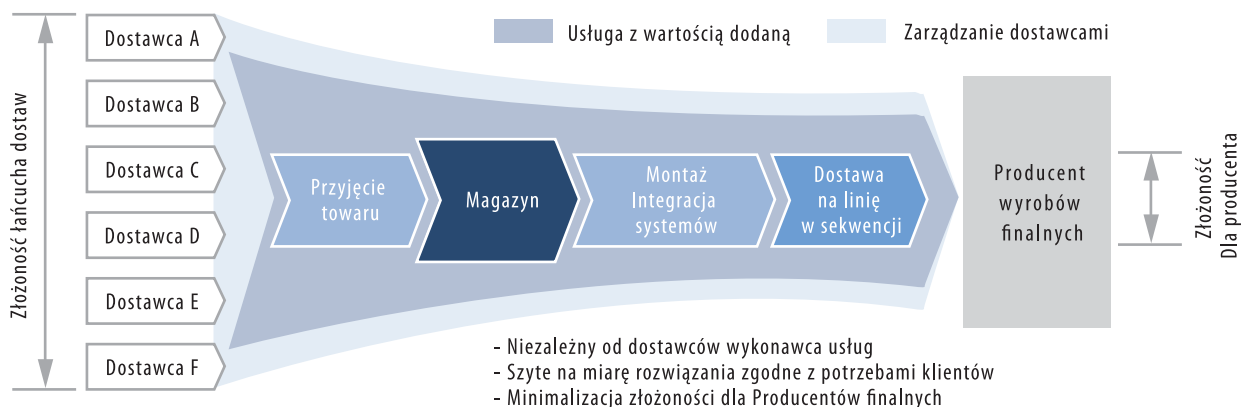 Złożoność łańcucha dostaw
Dostawca A
Dostawca B
Dostawca C
Dostawca D
Dostawca E
Dostawca F
Usługa z wartością dodaną
Zarządzanie dostawcami
Przyjęcie
towaru
Magazyn
Montaż
Integracja
systemów
Dostawa
na linię
w sekwencji
Producent
wyrobów
finalnych
Złożoność
Dla producenta
- Niezależny od dostawców wykonawca usług
- Szyte na miarę rozwiązania zgodne z potrzebami klientów
- Minimalizacja złożoności dla Producentów finalnych